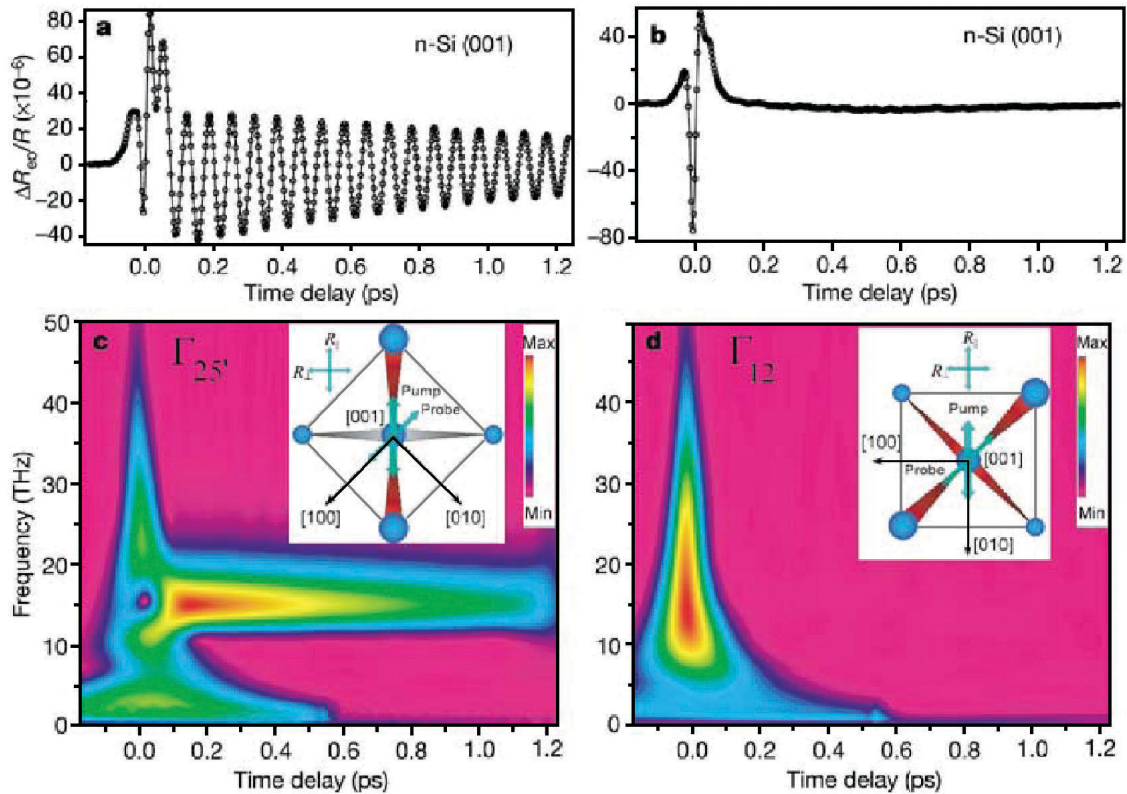 a
n-Si (001)
ΔR_eo/R (×10⁻⁶)
80
60
40
20
0
−20
−40
0.0 0.2 0.4 0.6 0.8 1.0 1.2
Time delay (ps)
b
n-Si (001)
40
0
−40
−80
0.0 0.2 0.4 0.6 0.8 1.0 1.2
Time delay (ps)
c
Γ25'
Frequency (THz)
50
40
30
20
10
0
R∥
R⊥
Pump
[001]
Probe
[100]
[010]
Max
Min
0.0 0.2 0.4 0.6 0.8 1.0 1.2
Time delay (ps)
d
Γ12
40
30
20
10
0
R∥
R⊥
Pump
[100]
[001]
Probe
[010]
Max
Min
0.0 0.2 0.4 0.6 0.8 1.0 1.2
Time delay (ps)